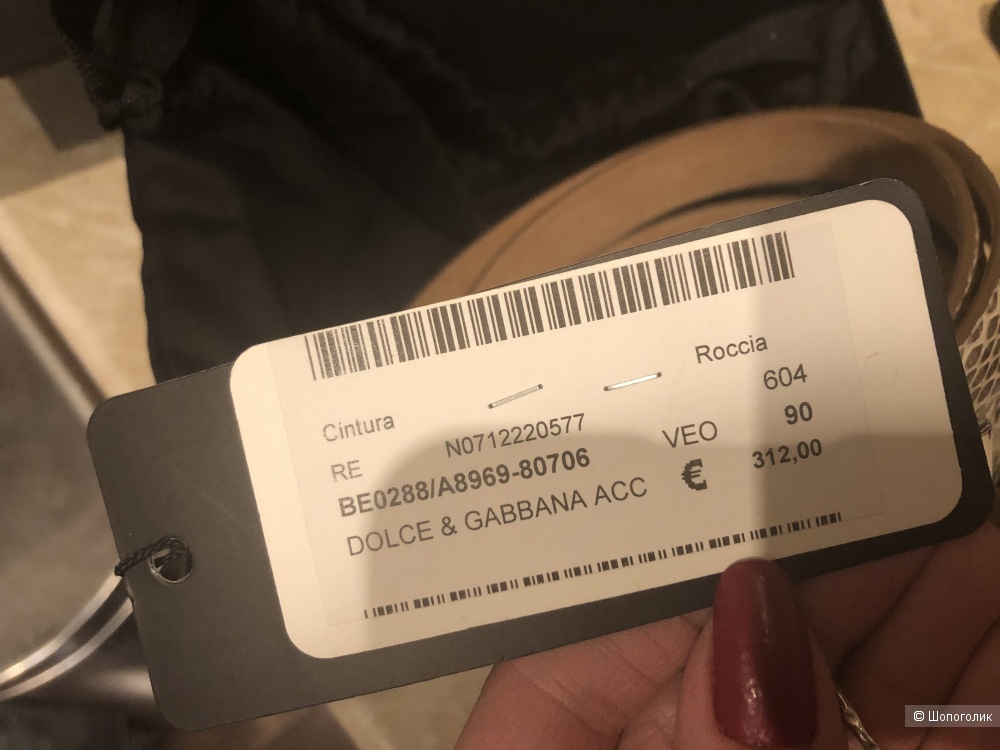 Roccia
Cintura 604
RE N0712220577 90
BE0288/A8969-80706 VEO
DOLCE & GABBANA ACC € 312,00
© Шопоголик